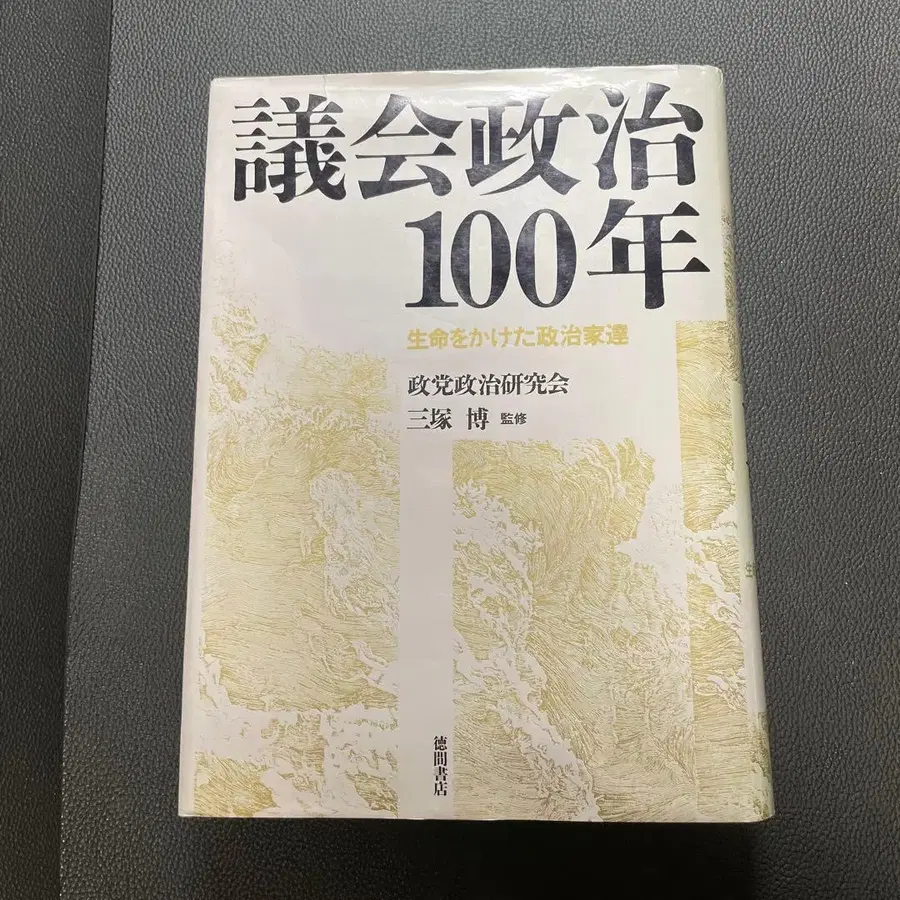 議会政治
100年
生命をかけた政治家達
政党政治研究会
三塚 博 監修
徳間書店
生